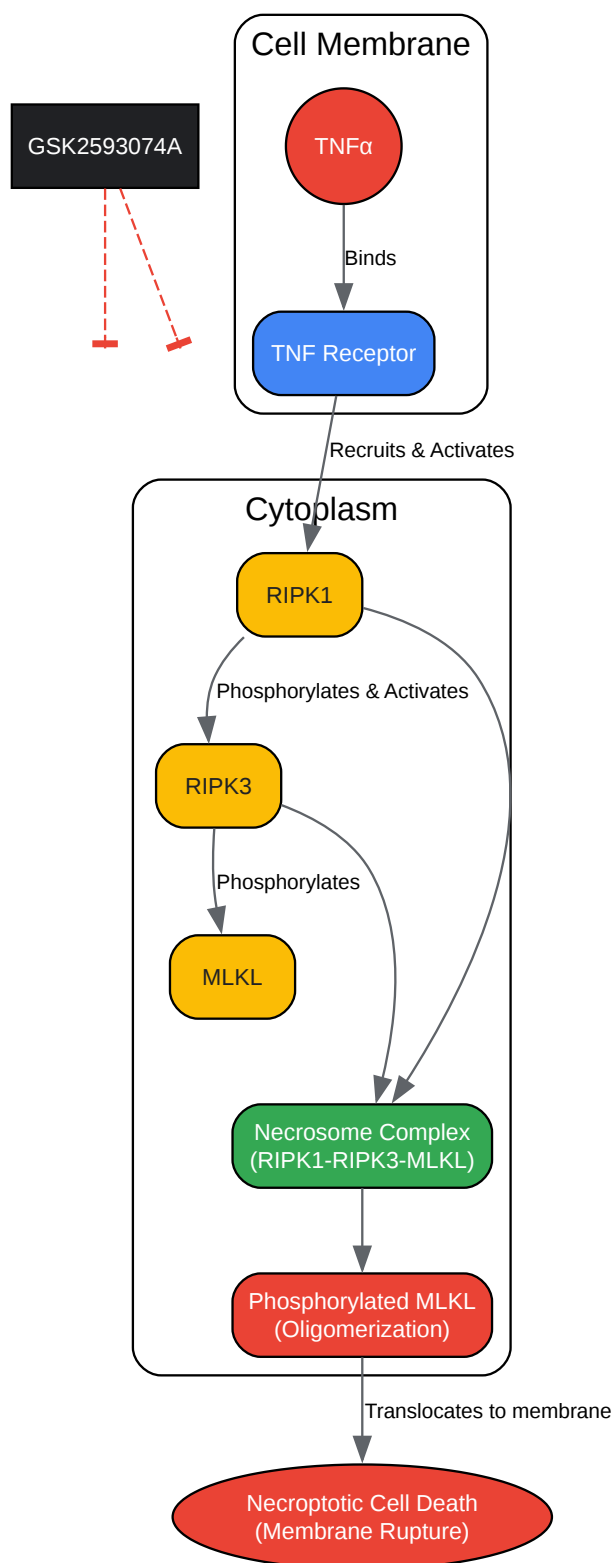 Cell Membrane
GSK2593074A
TNFα
Binds
TNF Receptor
Recruits & Activates
Cytoplasm
RIPK1
Phosphorylates & Activates
RIPK3
Phosphorylates
MLKL
Necrosome Complex
(RIPK1-RIPK3-MLKL)
Phosphorylated MLKL
(Oligomerization)
Translocates to membrane
Necroptotic Cell Death
(Membrane Rupture)